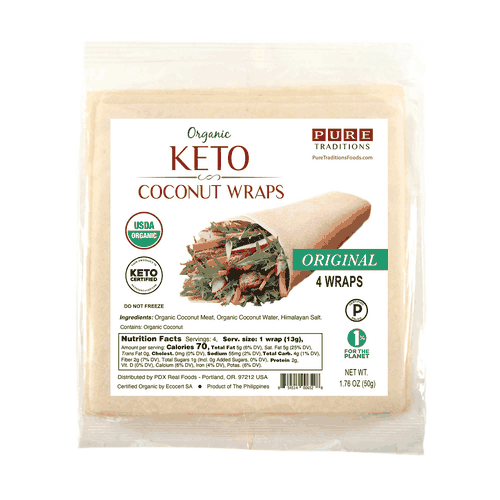 Organic
KETO
COCONUT WRAPS
PURE
TRADITIONS
PureTraditionsFoods.com
USDA
ORGANIC
KETO
CERTIFIED
ORIGINAL
4 WRAPS
DO NOT FREEZE
Ingredients: Organic Coconut Meat, Organic Coconut Water, Himalayan Salt.
Contains: Organic Coconut
P
1%
FOR THE
PLANET
Nutrition Facts Servings: 4, Serv. size: 1 wrap (13g),
Amount per serving: Calories 70, Total Fat 5g (6% DV), Sat. Fat 5g (25% DV),
Trans Fat 0g, Cholest. 0mg (0% DV), Sodium 55mg (2% DV), Total Carb. 4g (1% DV),
Fiber 2g (7% DV), Total Sugars 1g (Incl. 0g Added Sugars, 0% DV), Protein 2g,
Vit. D (0% DV), Calcium (6% DV), Iron (4% DV), Potas. (6% DV).
Distributed by PDX Real Foods - Portland, OR. 97212 USA
Certified Organic by Ecocert SA • Product of The Philippines
NET WT.
1.76 OZ (50g)